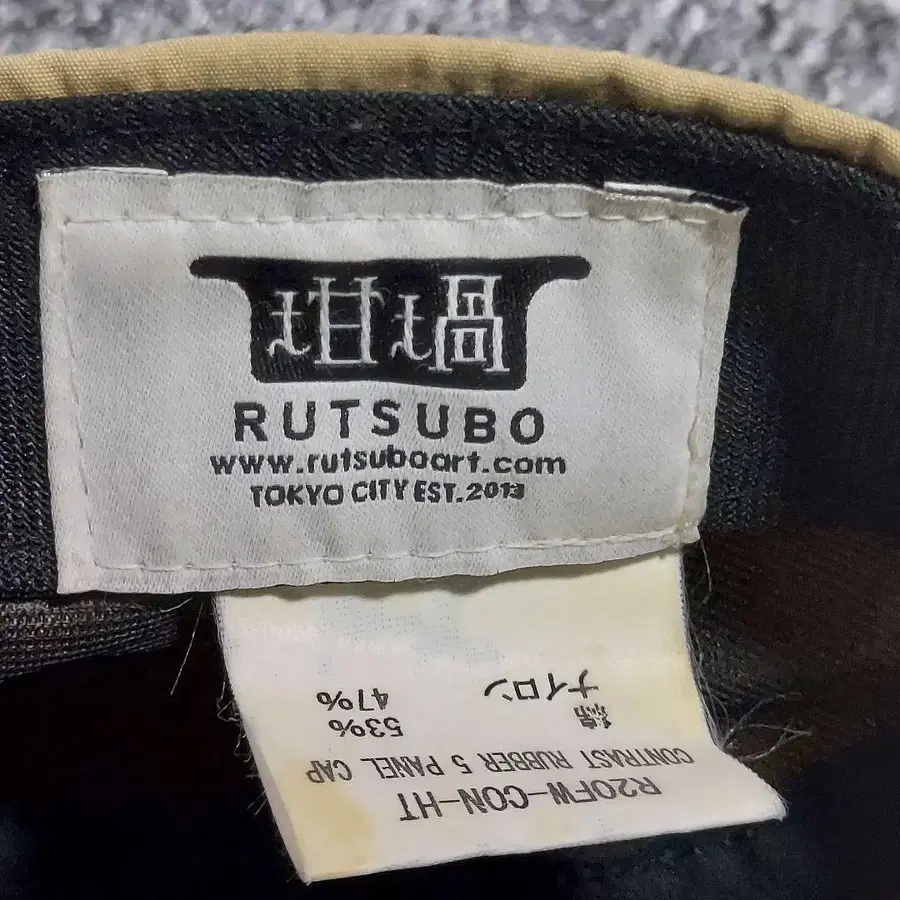 坩堝
RUTSUBO
www.rutsuboart.com
TOKYO CITY EST.2013
R20FW-CON-HT
CONTRAST RUBBER 5 PANEL CAP
綿 53%
ナイロン 47%